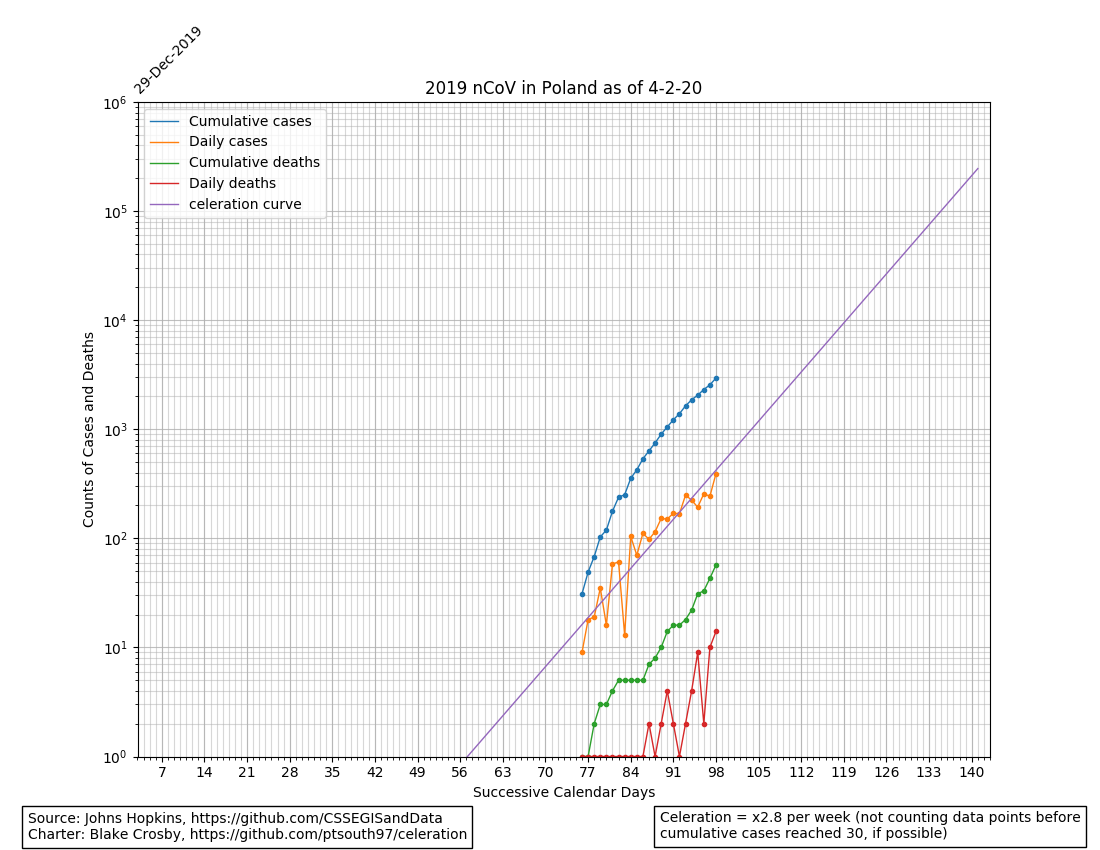 29-Dec-2019
2019 nCoV in Poland as of 4-2-20
Cumulative cases
Daily cases
Cumulative deaths
Daily deaths
celeration curve
10^6
10^5
10^4
10^3
10^2
10^1
10^0
Counts of Cases and Deaths
7 14 21 28 35 42 49 56 63 70 77 84 91 98 105 112 119 126 133 140
Successive Calendar Days
Source: Johns Hopkins, https://github.com/CSSEGISandData
Charter: Blake Crosby, https://github.com/ptsouth97/celeration
Celeration = x2.8 per week (not counting data points before
cumulative cases reached 30, if possible)